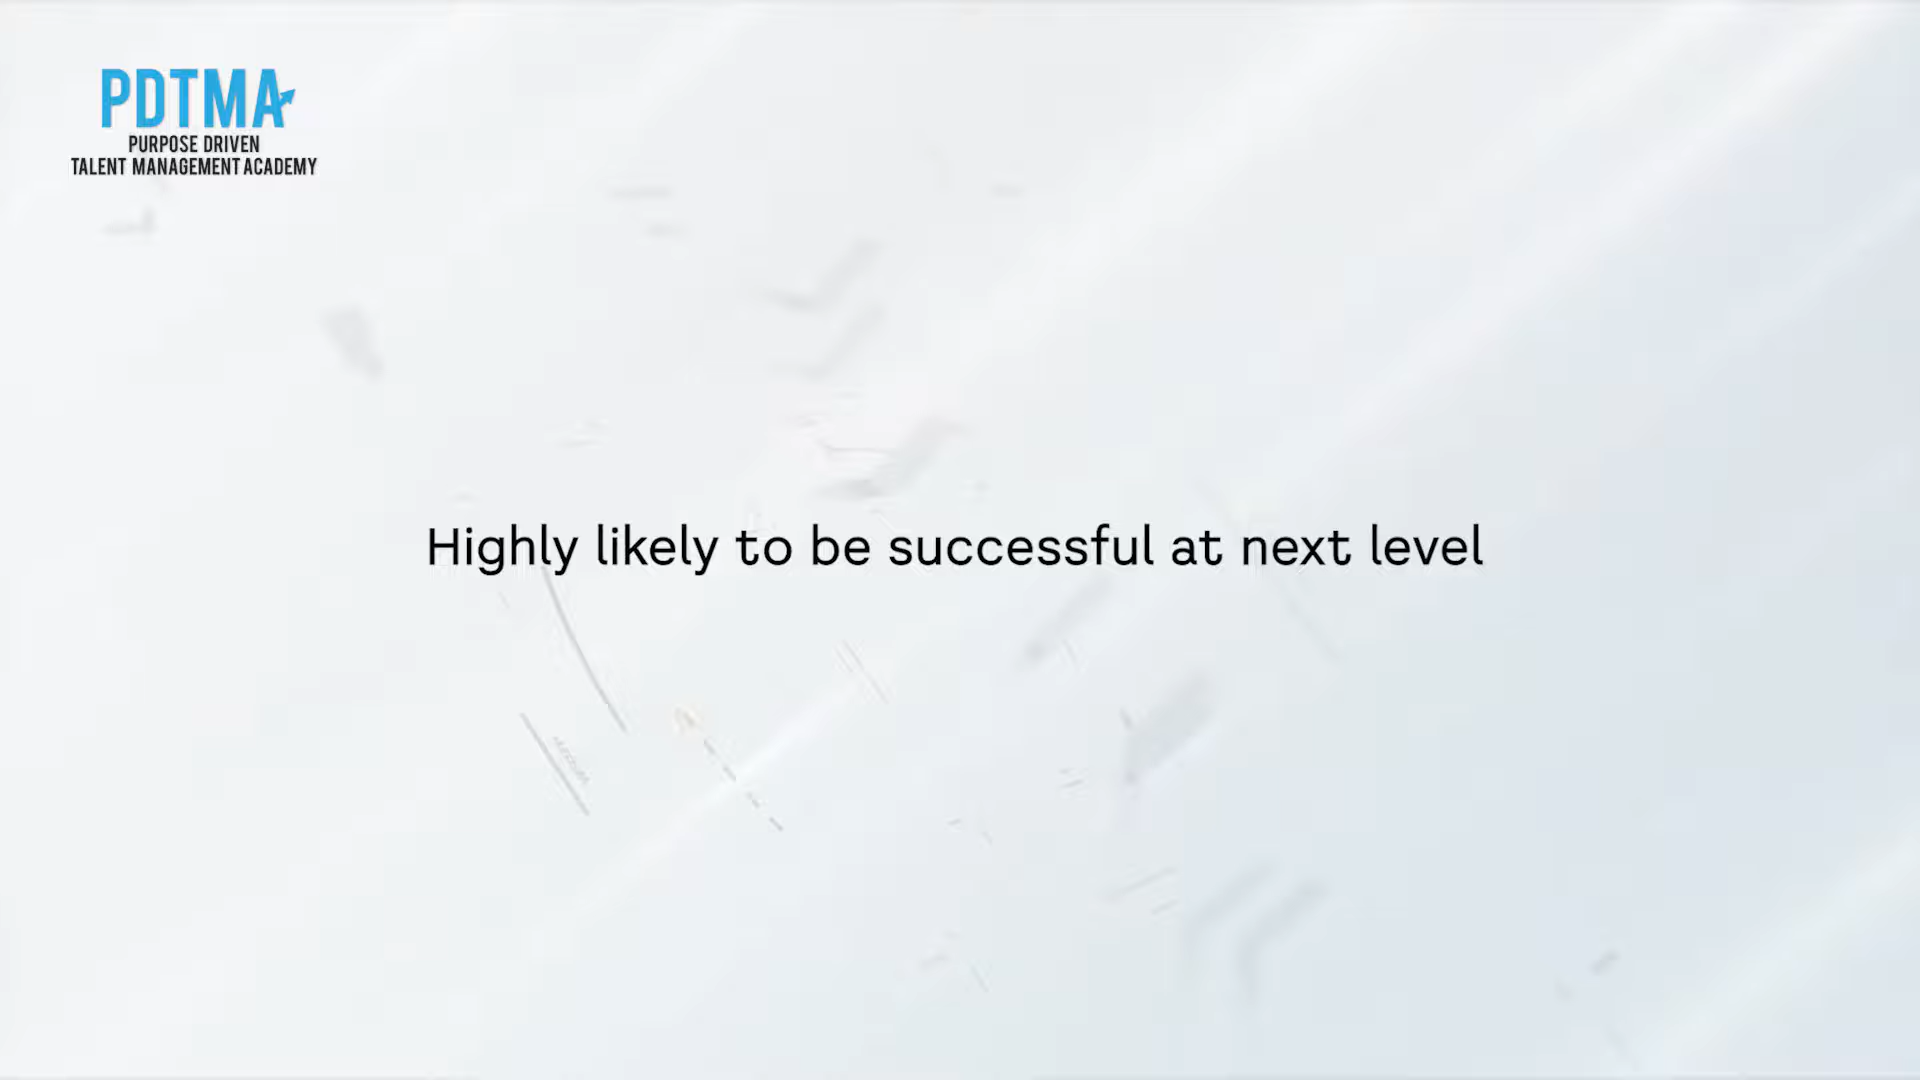 PDTMA
PURPOSE DRIVEN
TALENT MANAGEMENT ACADEMY
Highly likely to be successful at next level